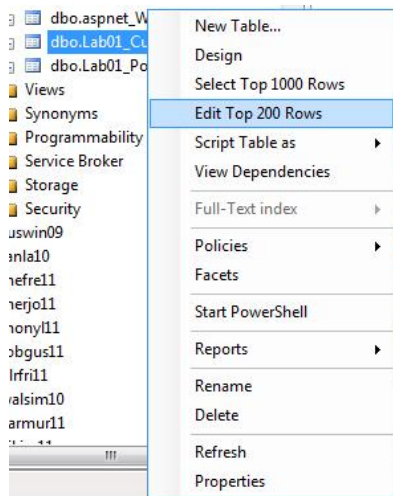 dbo.aspnet_W
dbo.Lab01_Cu
dbo.Lab01_Po
Views
Synonyms
Programmability
Service Broker
Storage
Security
uswin09
anla10
nefre11
nerjo11
nonyl11
obgus11
lrfri11
valsim10
armur11
New Table...
Design
Select Top 1000 Rows
Edit Top 200 Rows
Script Table as
View Dependencies
Full-Text index
Policies
Facets
Start PowerShell
Reports
Rename
Delete
Refresh
Properties